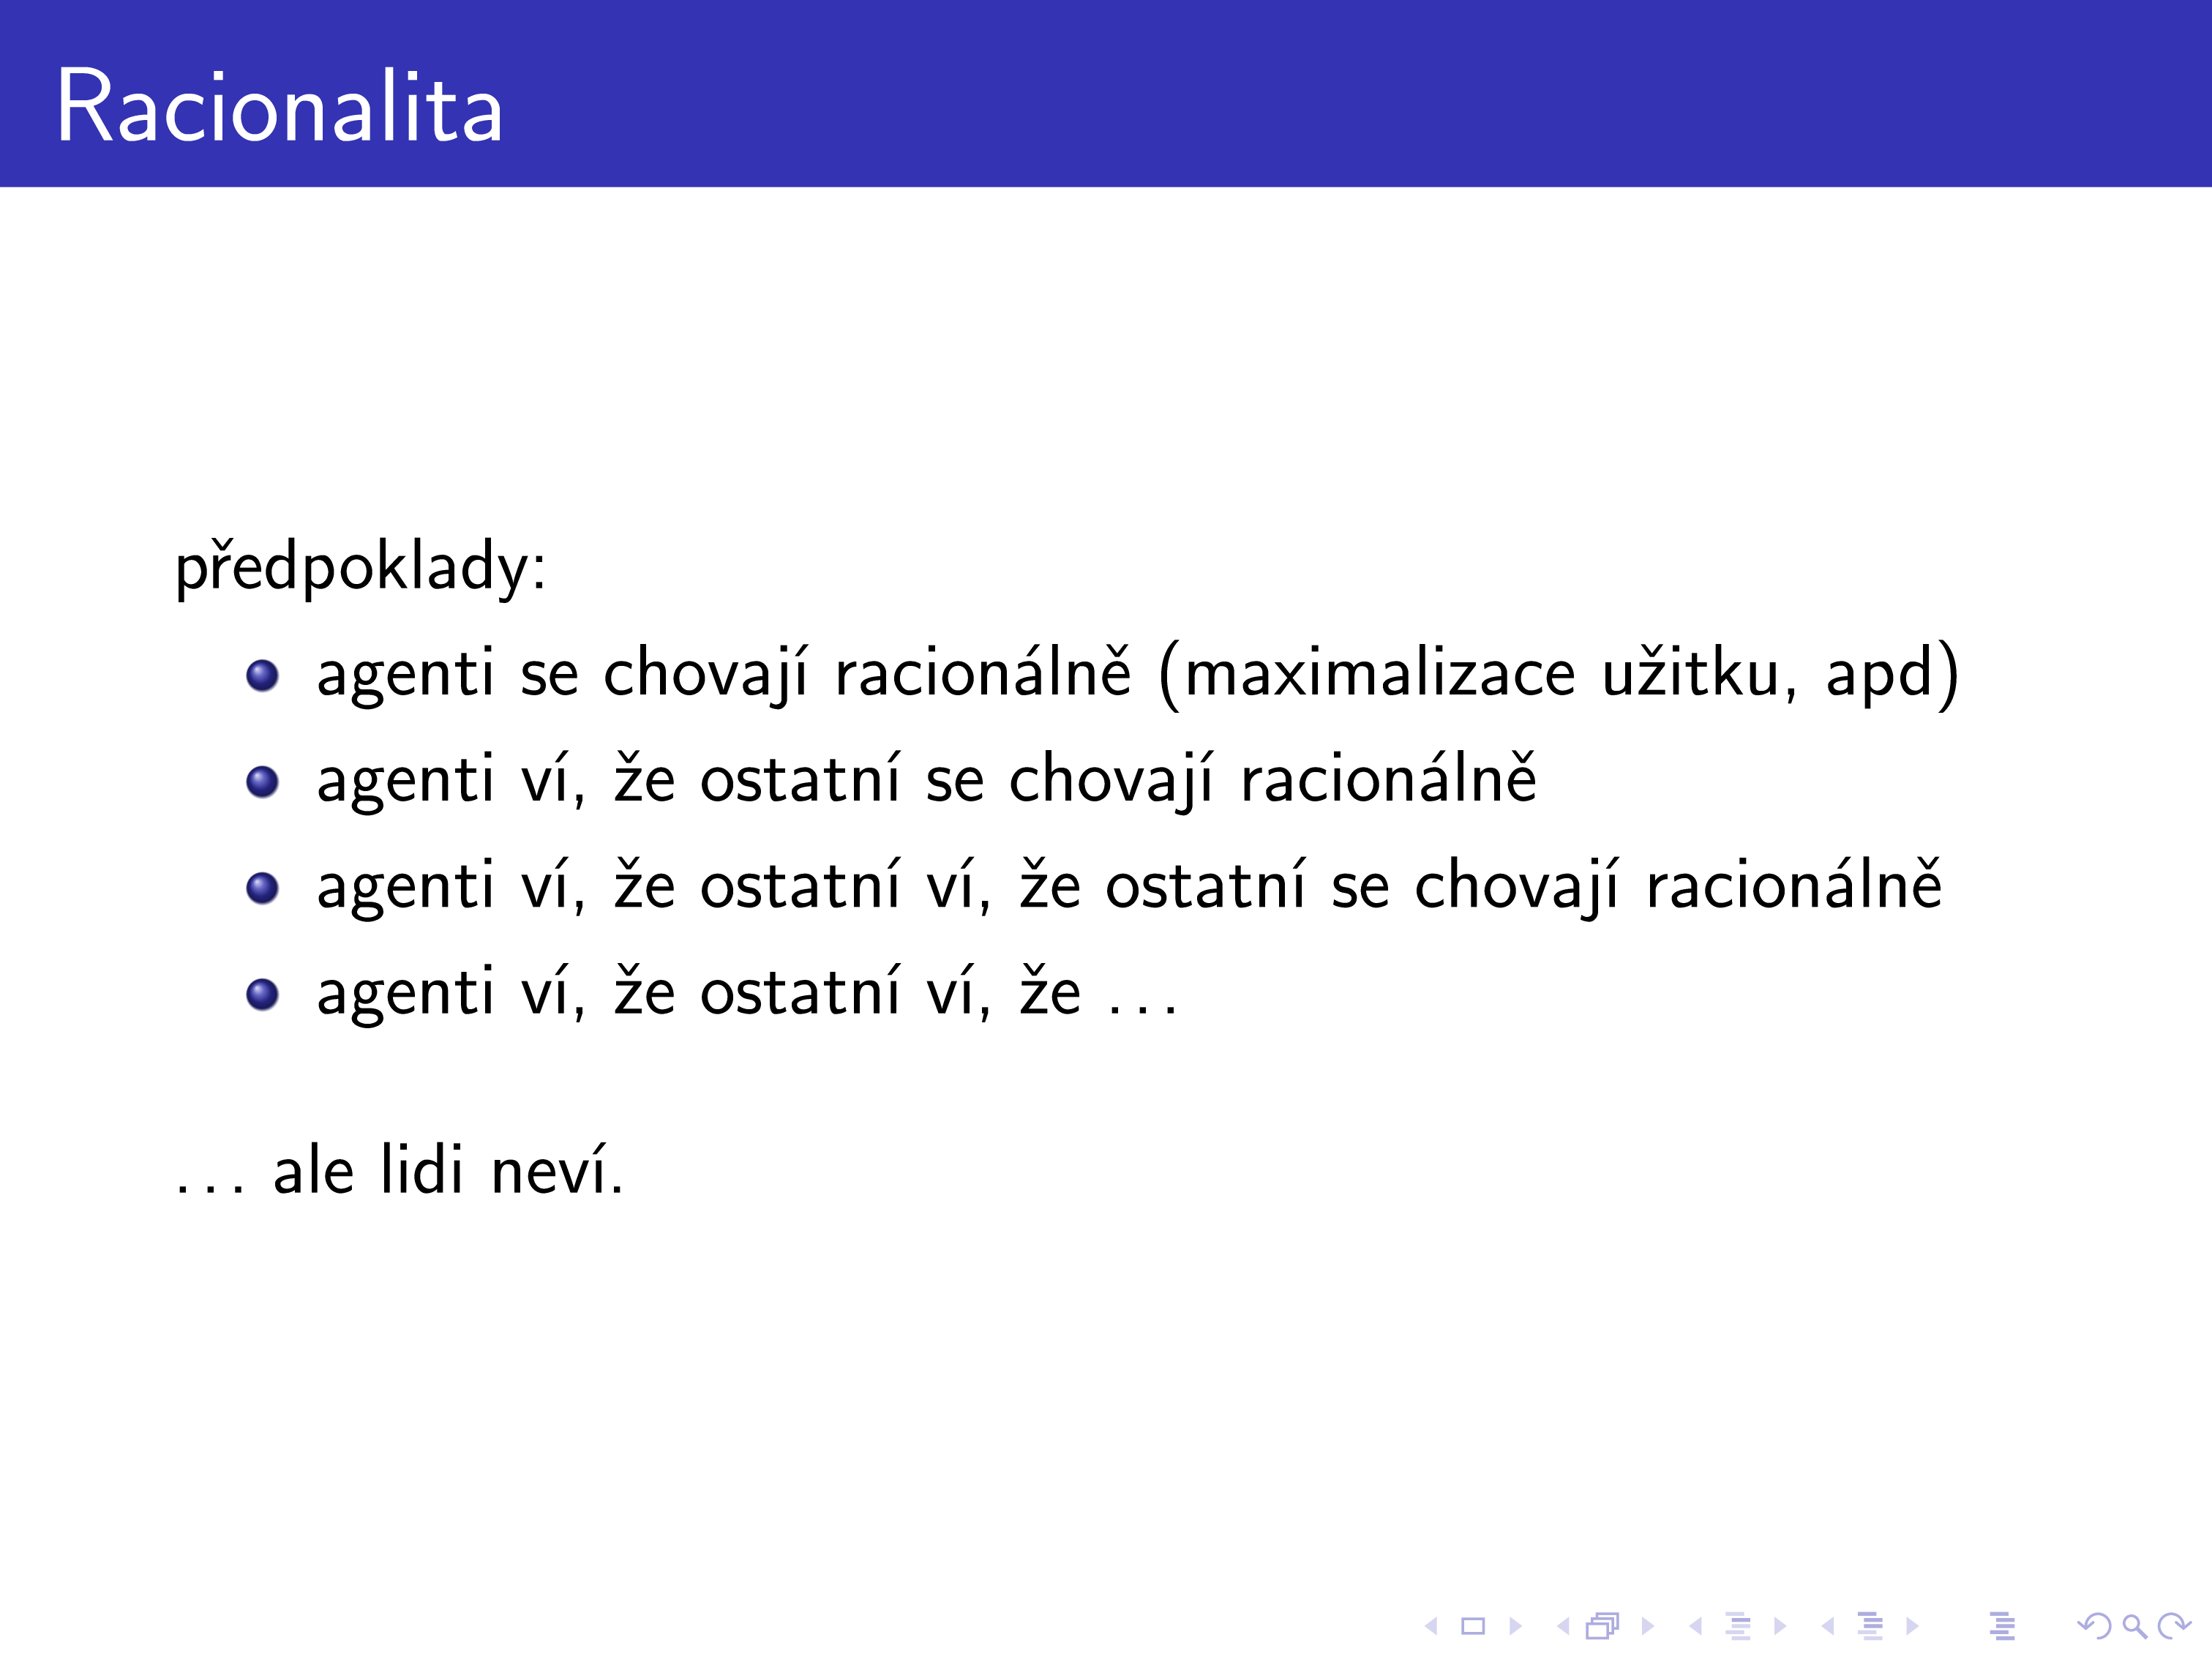 Racionalita
předpoklady:
agenti se chovají racionálně (maximalizace užitku, apd)
agenti ví, že ostatní se chovají racionálně
agenti ví, že ostatní ví, že ostatní se chovají racionálně
agenti ví, že ostatní ví, že . . .
. . . ale lidi neví.